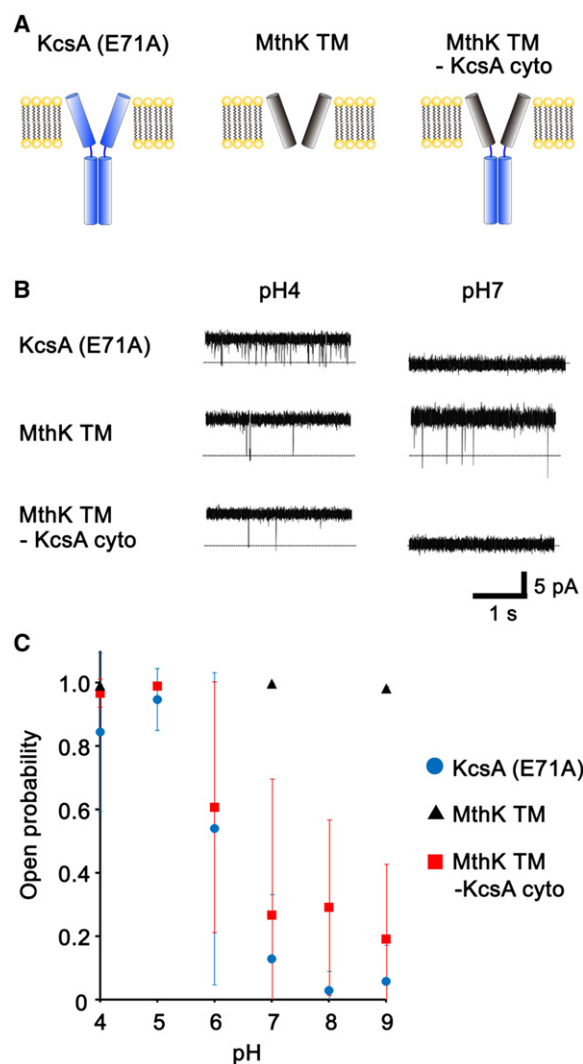 A
KcsA (E71A)
MthK TM
MthK TM
- KcsA cyto
B
pH4
pH7
KcsA (E71A)
MthK TM
MthK TM
- KcsA cyto
5 pA
1 s
C
Open probability
1.0
0.8
0.6
0.4
0.2
0
4
5
6
7
8
9
pH
KcsA (E71A)
MthK TM
MthK TM
-KcsA cyto